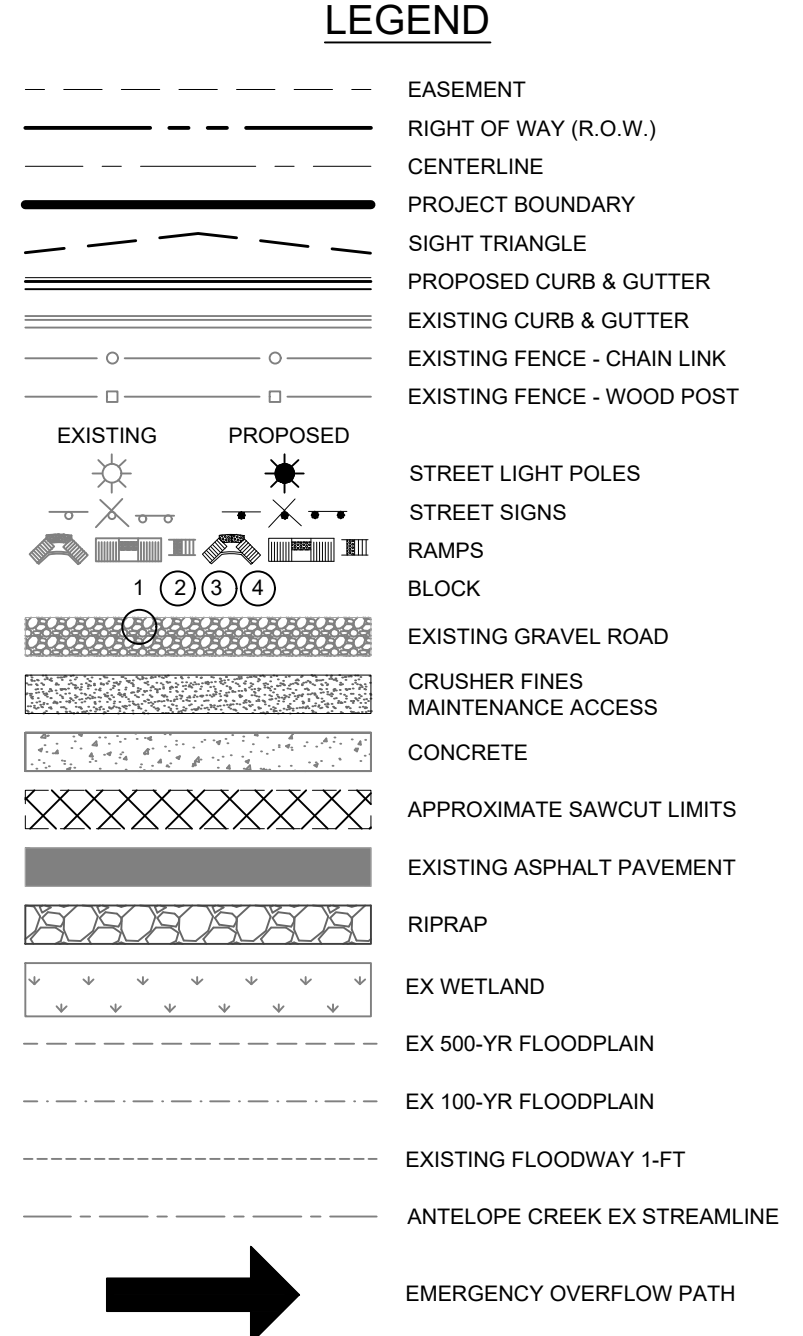 LEGEND
EASEMENT
RIGHT OF WAY (R.O.W.)
CENTERLINE
PROJECT BOUNDARY
SIGHT TRIANGLE
PROPOSED CURB & GUTTER
EXISTING CURB & GUTTER
EXISTING FENCE - CHAIN LINK
EXISTING FENCE - WOOD POST
EXISTING PROPOSED
STREET LIGHT POLES
STREET SIGNS
RAMPS
1 2 3 4 BLOCK
EXISTING GRAVEL ROAD
CRUSHER FINES
MAINTENANCE ACCESS
CONCRETE
APPROXIMATE SAWCUT LIMITS
EXISTING ASPHALT PAVEMENT
RIPRAP
EX WETLAND
EX 500-YR FLOODPLAIN
EX 100-YR FLOODPLAIN
EXISTING FLOODWAY 1-FT
ANTELOPE CREEK EX STREAMLINE
EMERGENCY OVERFLOW PATH